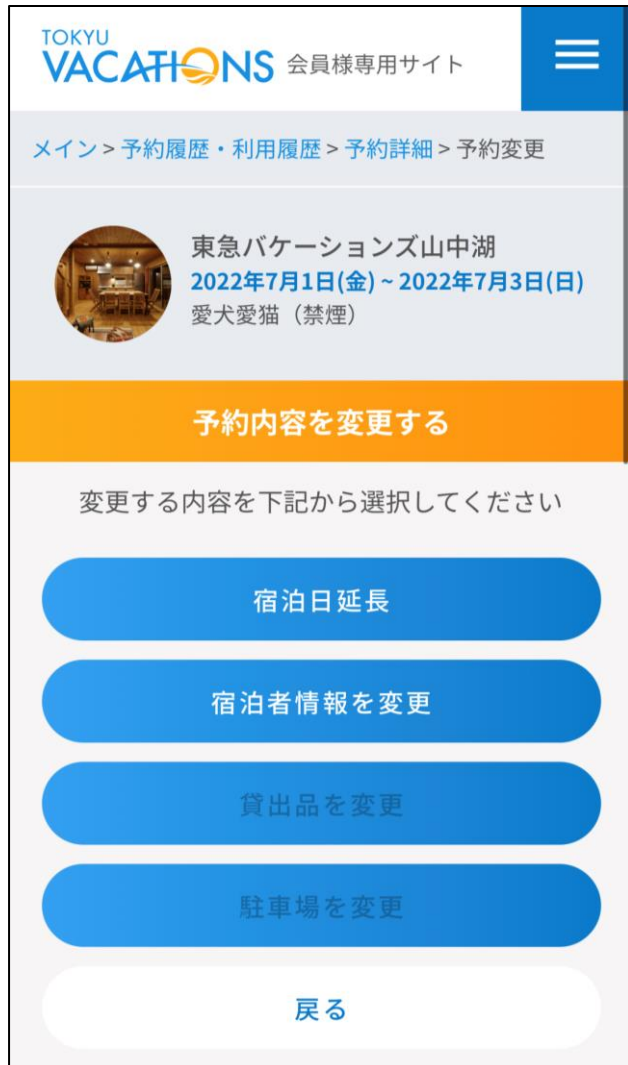 TOKYU
VACATIONS 会員様専用サイト
メイン > 予約履歴・利用履歴 > 予約詳細 > 予約変更
東急バケーションズ山中湖
2022年7月1日(金) ~ 2022年7月3日(日)
愛犬愛猫（禁煙）
予約内容を変更する
変更する内容を下記から選択してください
宿泊日延長
宿泊者情報を変更
貸出品を変更
駐車場を変更
戻る